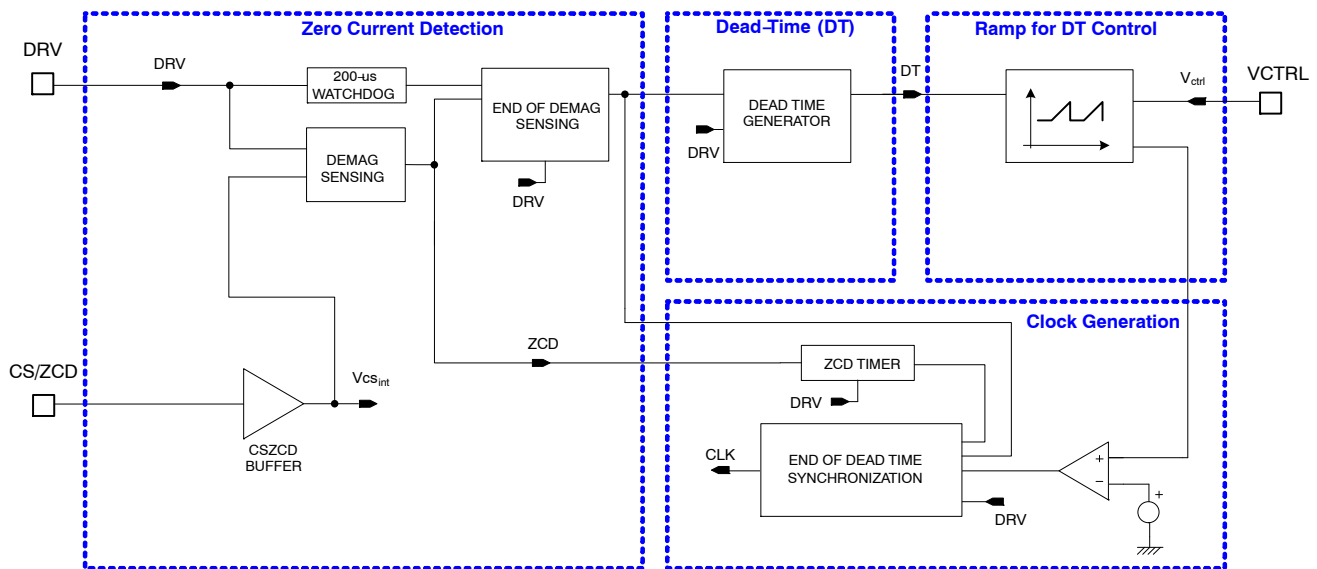 Zero Current Detection
Dead-Time (DT)
Ramp for DT Control
DRV
DRV
200-us
WATCHDOG
END OF DEMAG
SENSING
DRV
DEMAG
SENSING
DEAD TIME
GENERATOR
DRV
DT
Vctrl
VCTRL
Clock Generation
ZCD
ZCD TIMER
DRV
CS/ZCD
Vcsint
CSZCD
BUFFER
CLK
END OF DEAD TIME
SYNCHRONIZATION
DRV
+
−
+